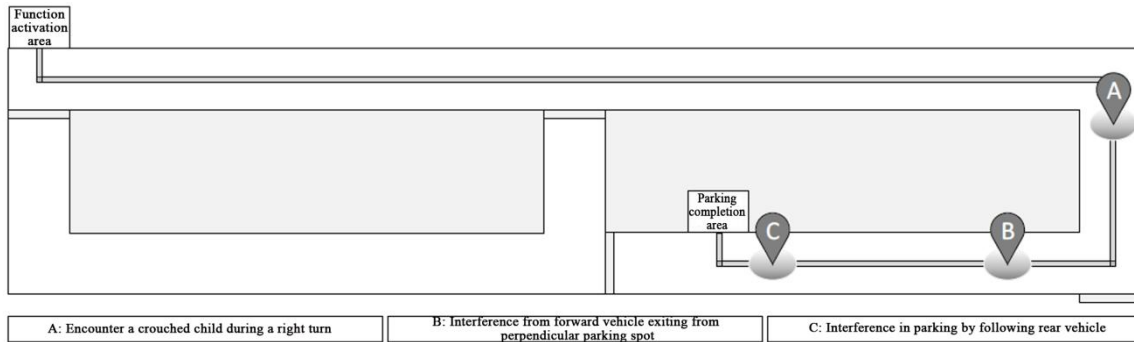 Function
activation
area
A
Parking
completion
area
C
B
A: Encounter a crouched child during a right turn
B: Interference from forward vehicle exiting from
perpendicular parking spot
C: Interference in parking by following rear vehicle